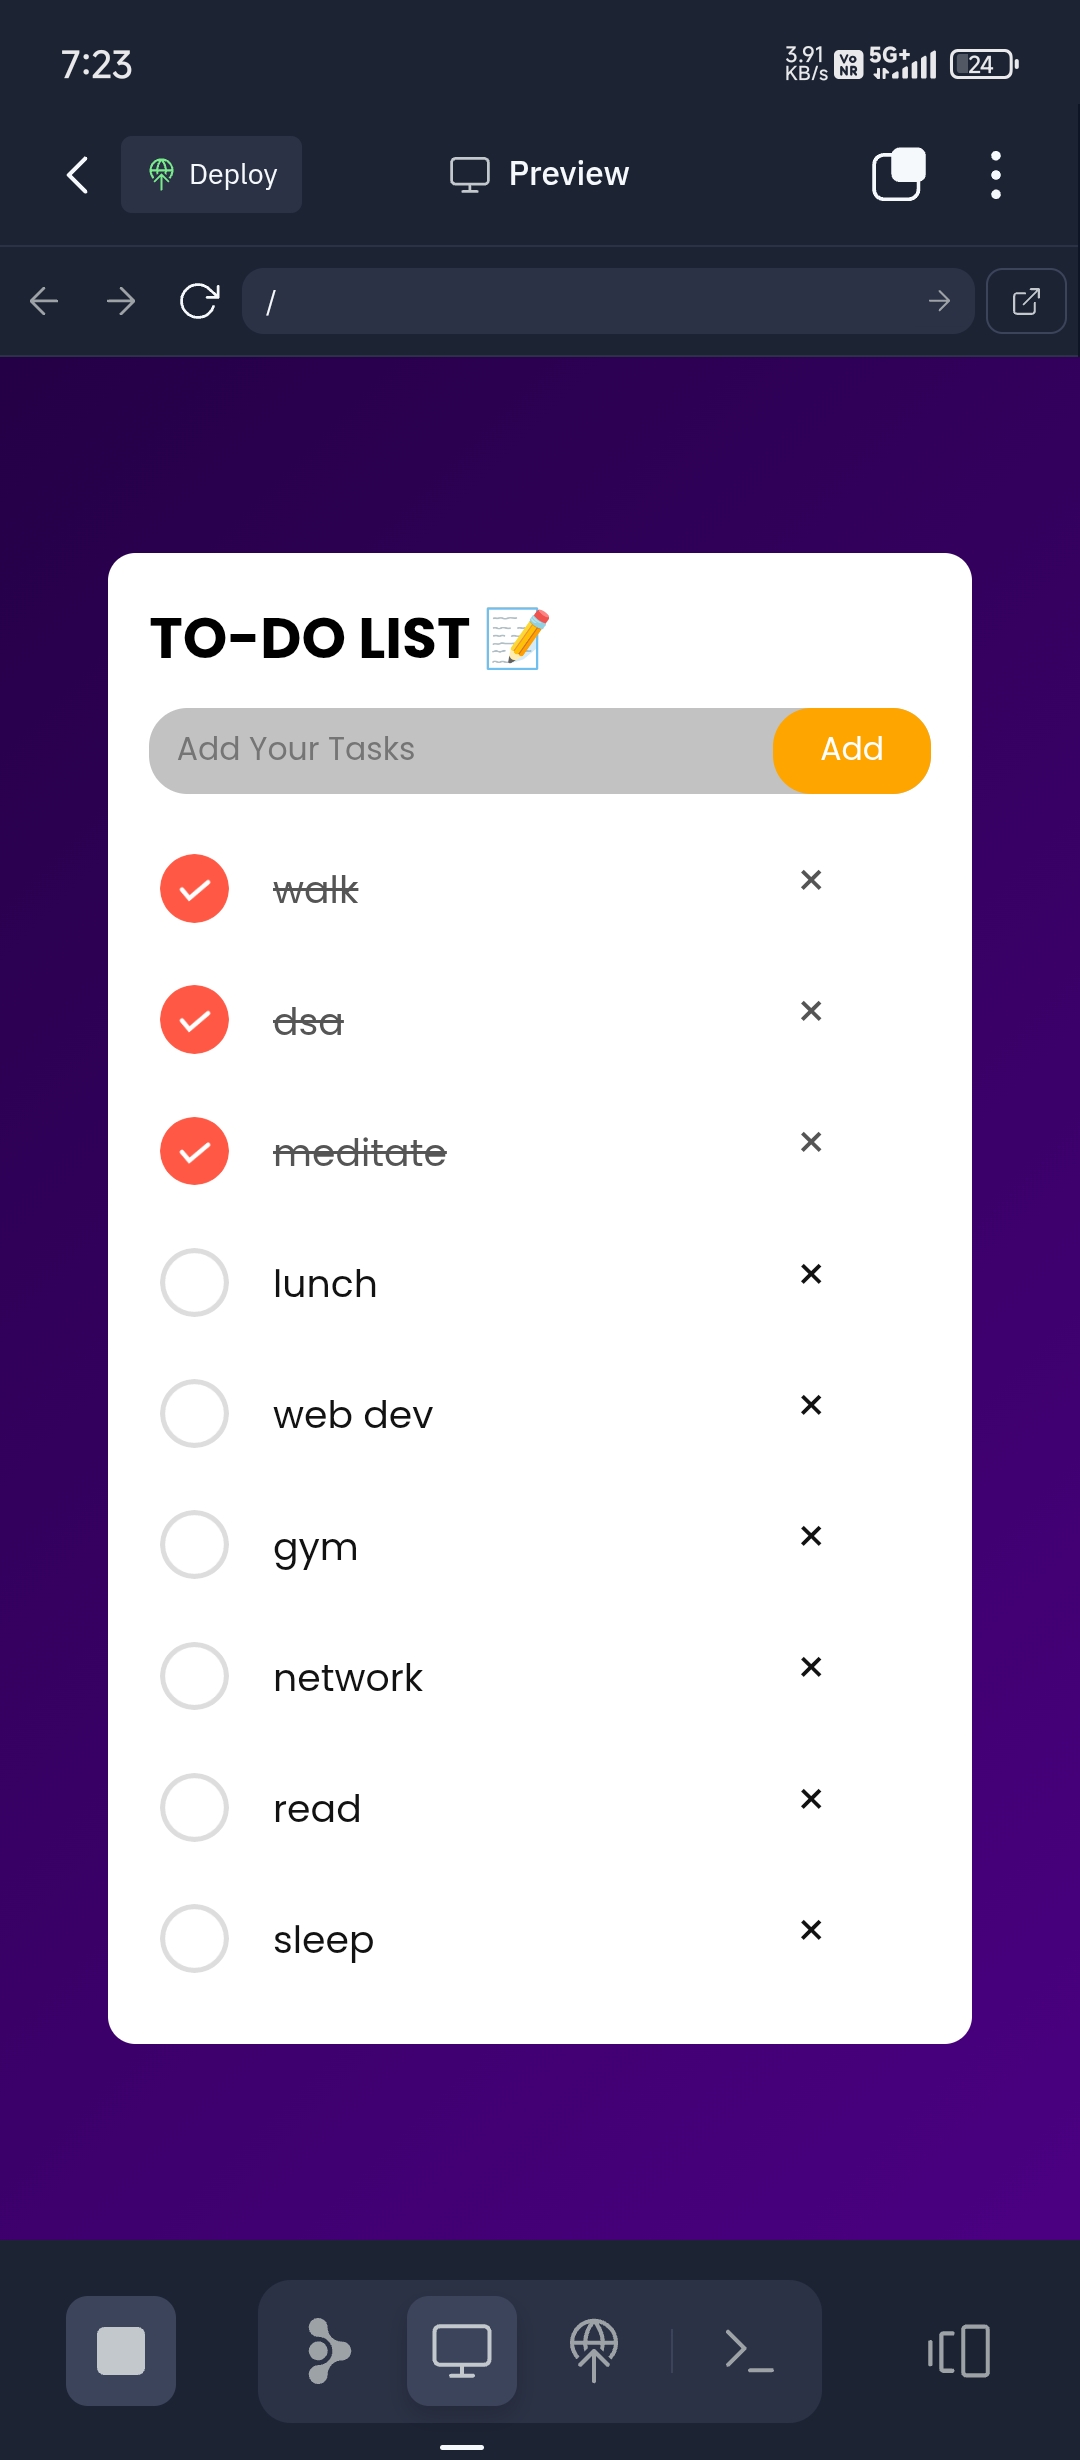 7:23
3.91 KB/s Vo NR 5G+ 24
Deploy
Preview
/
TO-DO LIST 📝
Add Your Tasks
Add
walk ×
dsa ×
meditate ×
lunch ×
web dev ×
gym ×
network ×
read ×
sleep ×